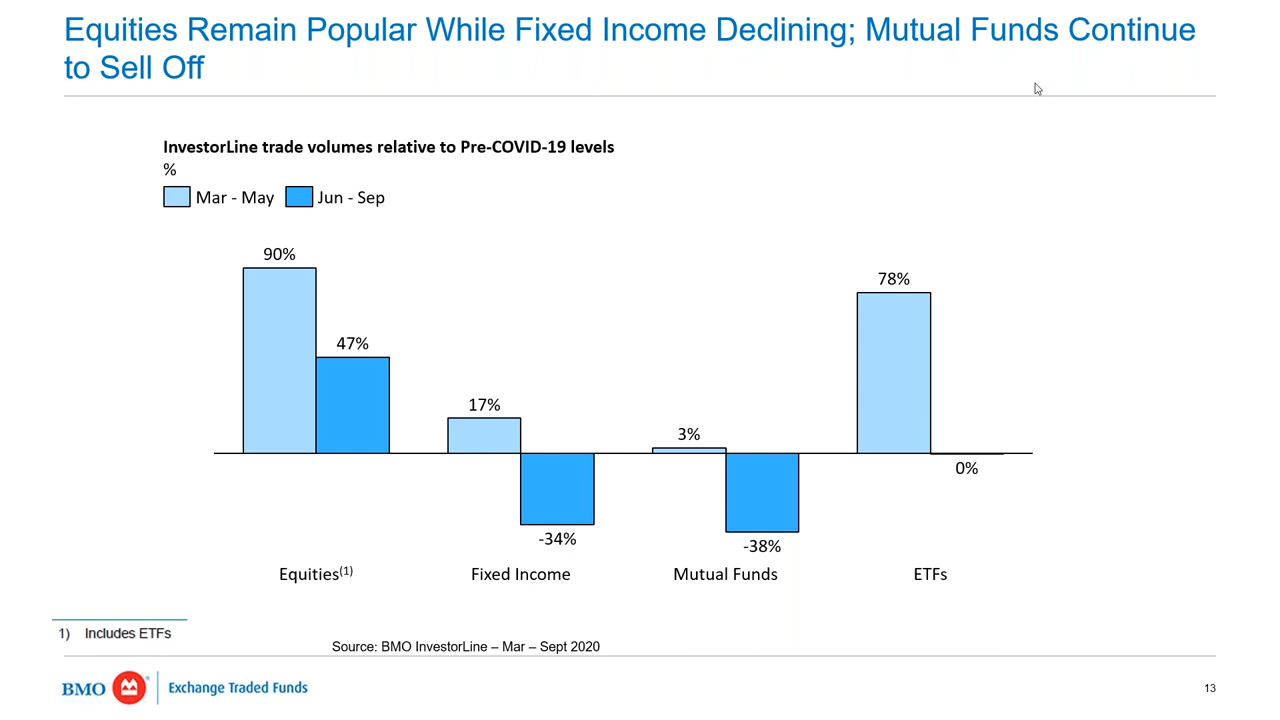 Equities Remain Popular While Fixed Income Declining; Mutual Funds Continue
to Sell Off
InvestorLine trade volumes relative to Pre-COVID-19 levels
%
Mar - May Jun - Sep
90%
47%
17%
-34%
3%
-38%
78%
0%
Equities(1) Fixed Income Mutual Funds ETFs
1) Includes ETFs
Source: BMO InvestorLine – Mar – Sept 2020
BMO Exchange Traded Funds
13